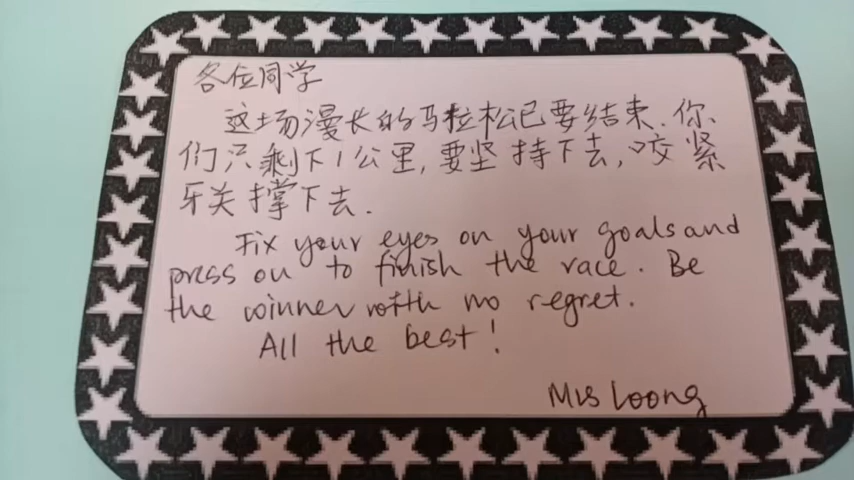 各位同学
这场漫长的马拉松已要结束. 你
们只剩下1公里, 要坚持下去, 咬紧
牙关撑下去.
Fix your eyes on your goals and
press on to finish the race. Be
the winner with no regret.
All the best!
Mrs Loong